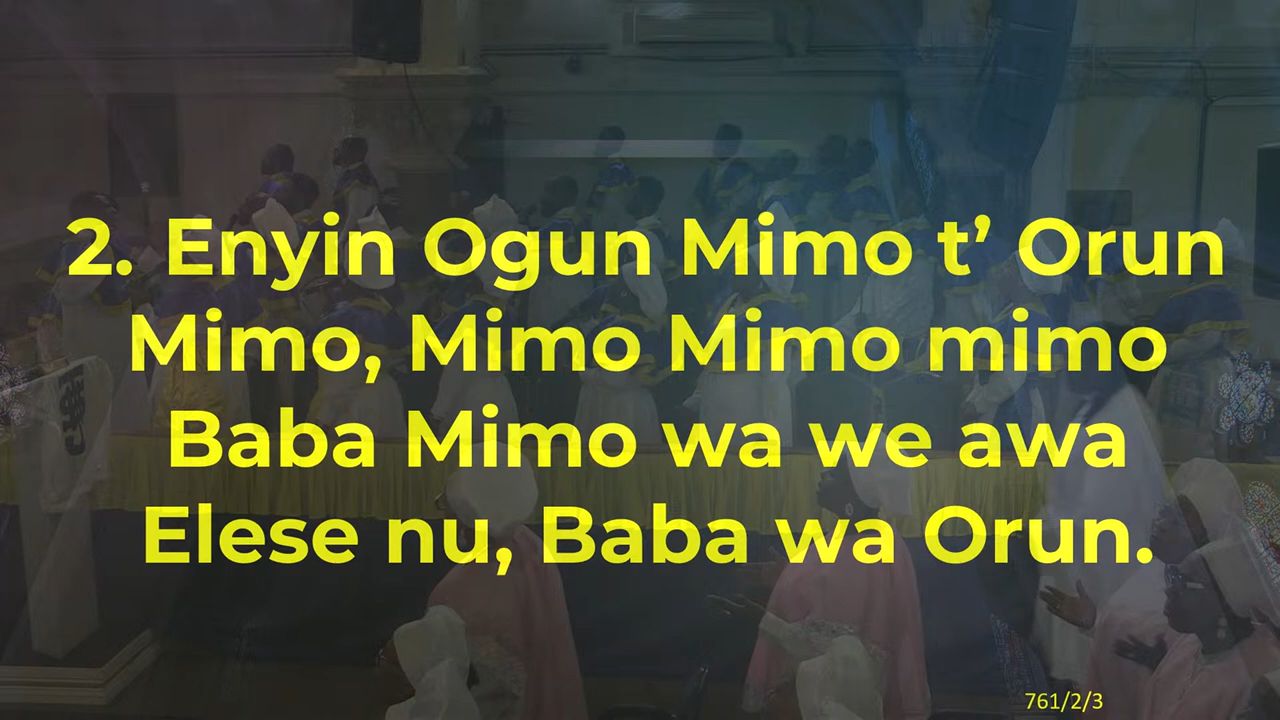 2. Enyin Ogun Mimo t’ Orun
Mimo, Mimo Mimo mimo
Baba Mimo wa we awa
Elese nu, Baba wa Orun.
761/2/3